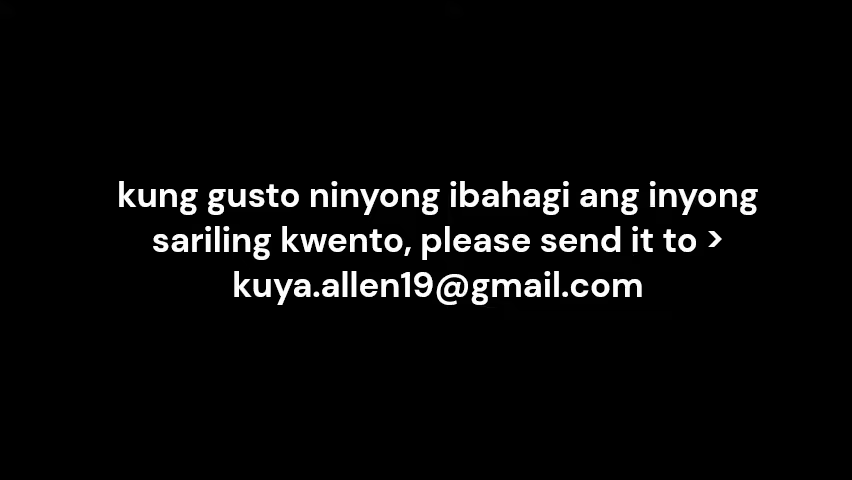 kung gusto ninyong ibahagi ang inyong
sariling kwento, please send it to >
kuya.allen19@gmail.com